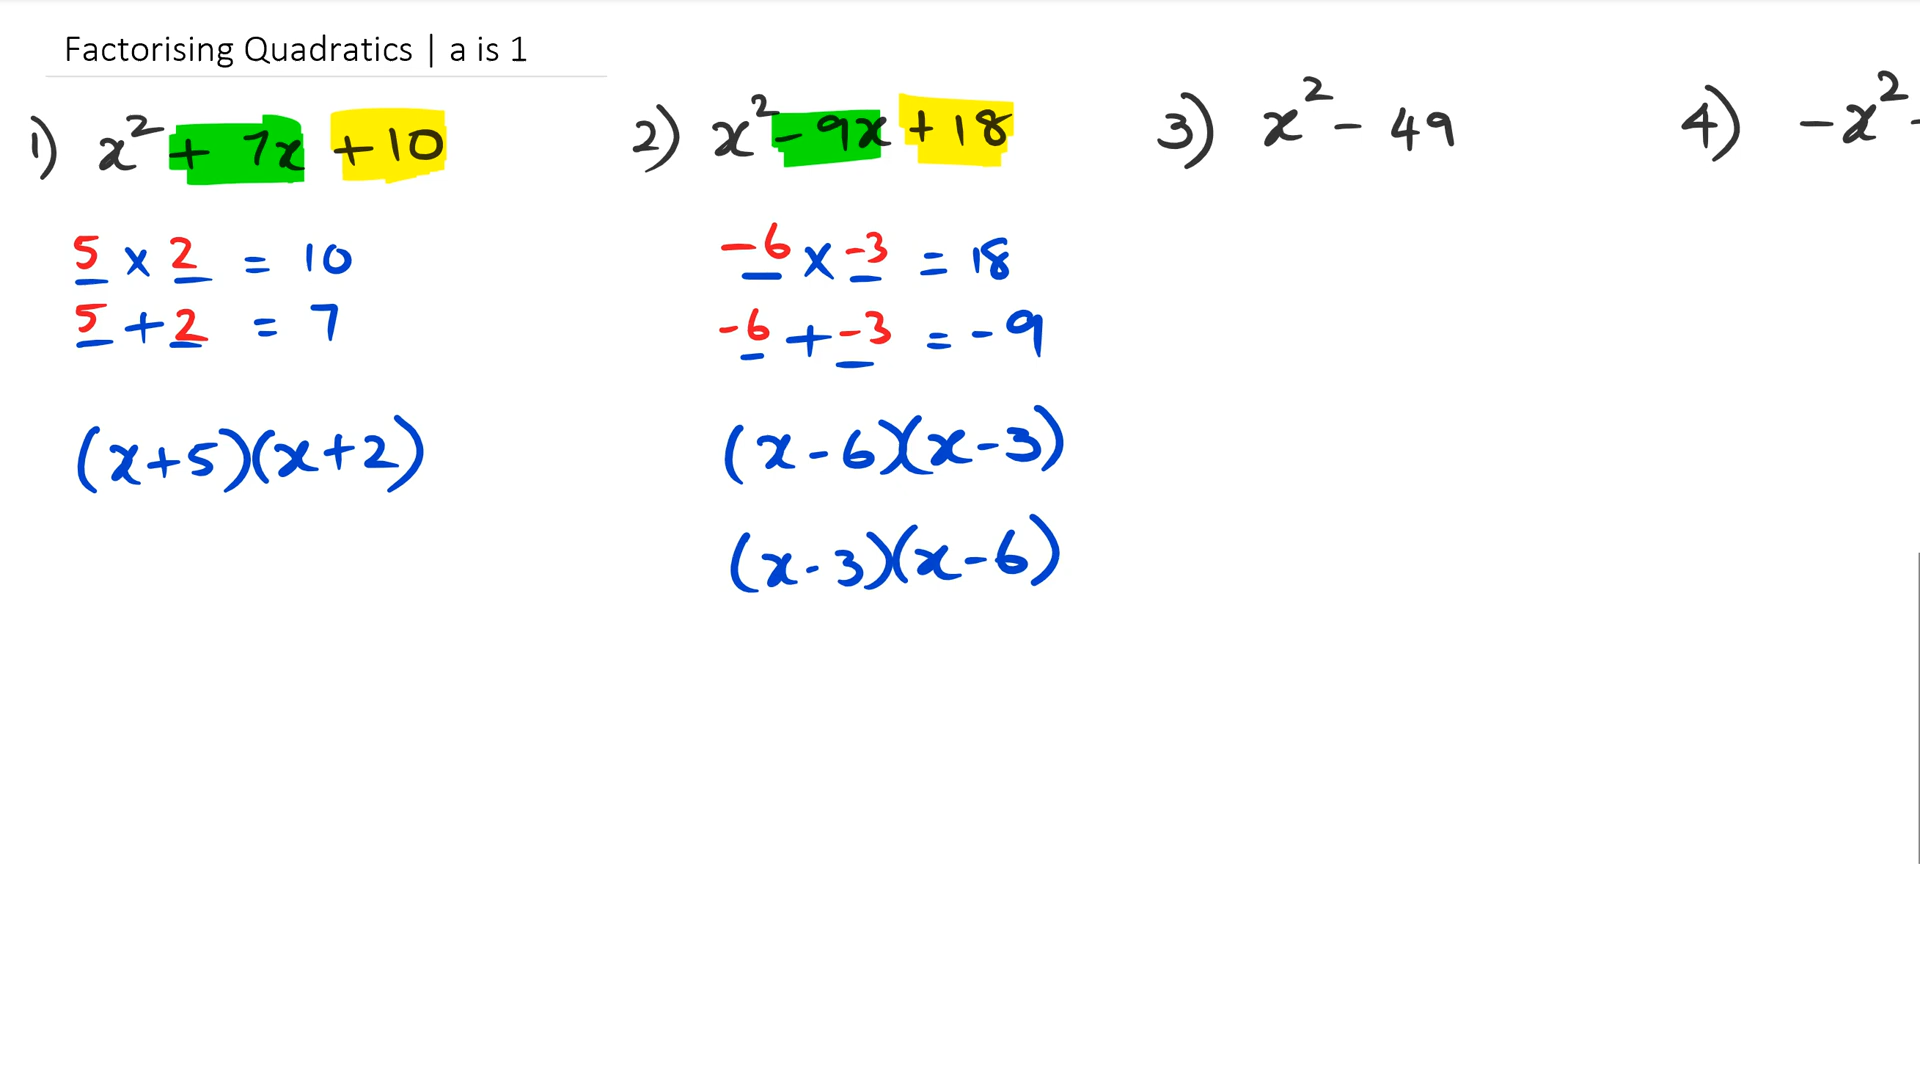 Factorising Quadratics | a is 1
1) x² + 7x + 10
5 × 2 = 10
5 + 2 = 7
(x+5)(x+2)
2) x² - 9x + 18
-6 × -3 = 18
-6 + -3 = -9
(x-6)(x-3)
(x-3)(x-6)
3) x² - 49
4) -x² -